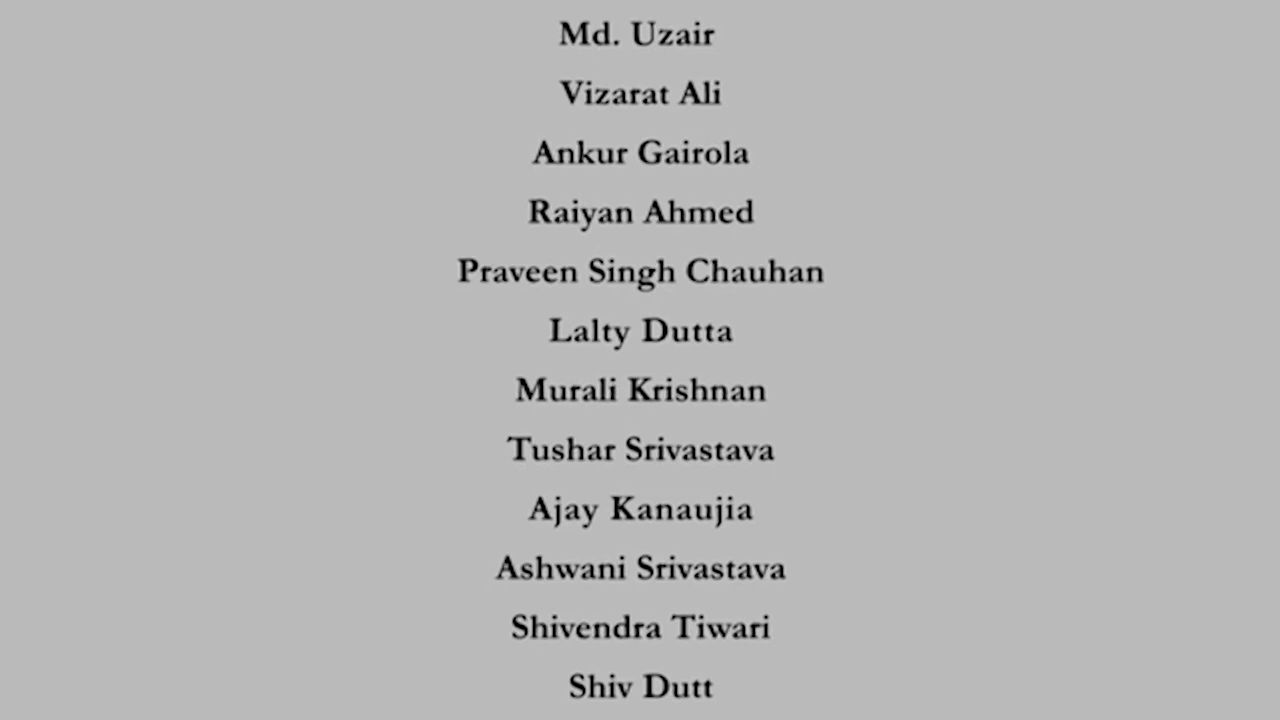 Md. Uzair
Vizarat Ali
Ankur Gairola
Raiyan Ahmed
Praveen Singh Chauhan
Lalty Dutta
Murali Krishnan
Tushar Srivastava
Ajay Kanaujia
Ashwani Srivastava
Shivendra Tiwari
Shiv Dutt